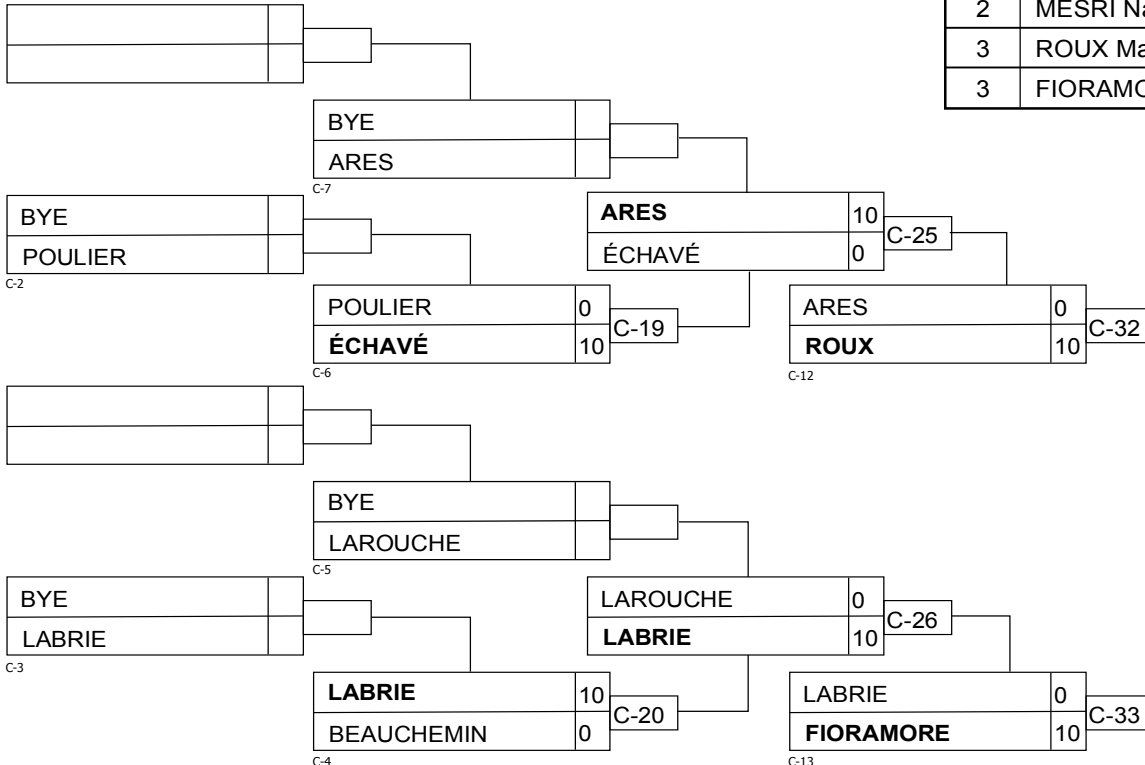 2 MESRI
3 ROUX
3
BYE
ARES
C-7
BYE
POULIER
C-2
ARES 10
ÉCHAVÉ 0
C-25
POULIER 0
ÉCHAVÉ 10
C-19
C-6
ARES 0
ROUX 10
C-32
C-12
BYE
LAROUCHE
C-5
BYE
LABRIE
C-3
LAROUCHE 0
LABRIE 10
C-26
LABRIE 10
BEAUCHEMIN 0
C-20
C-4
LABRIE 0
FIORAMORE 10
C-33
C-13